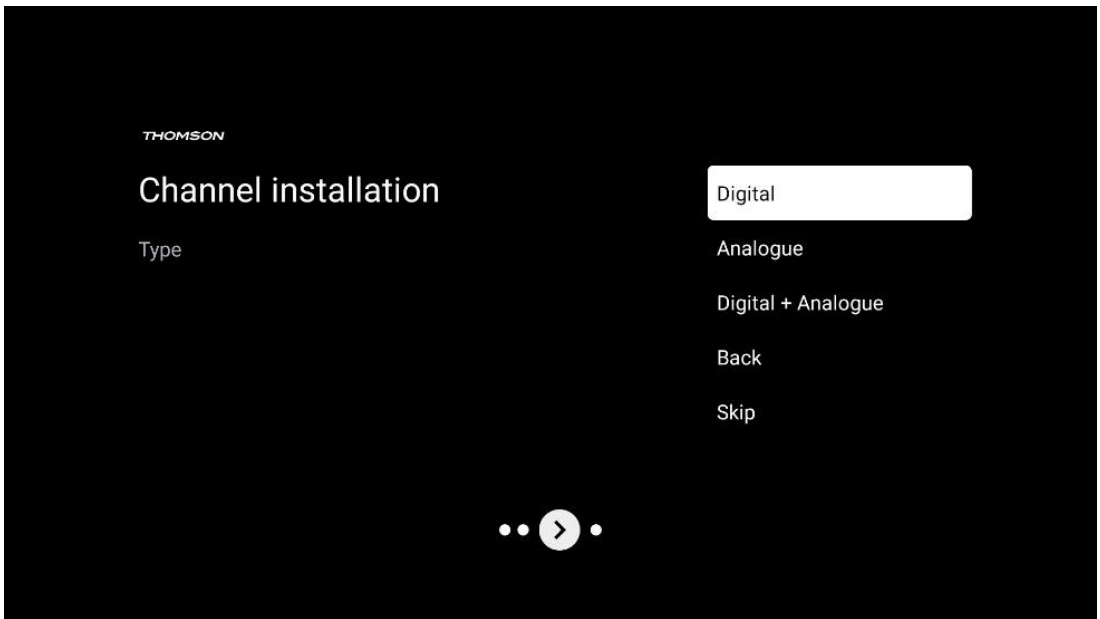 THOMSON
Channel installation
Type
Digital
Analogue
Digital + Analogue
Back
Skip